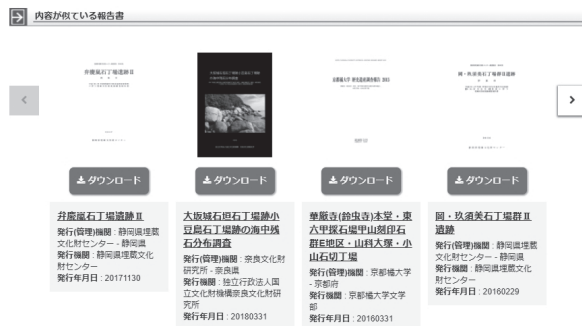 内容が似ている報告書
弁慶嵐石丁場遺跡Ⅱ
岡・玖須美石丁場群Ⅱ遺跡
ダウンロード
弁慶嵐石丁場遺跡Ⅱ
発行(管理)機関 : 静岡県埋蔵
文化財センター - 静岡県
発行機関 : 静岡県埋蔵文化
財センター
発行年月日 : 20171130
ダウンロード
大坂城石垣石丁場跡小
豆島石丁場跡の海中残
石分布調査
発行(管理)機関 : 奈良文化財
研究所 - 奈良県
発行機関 : 独立行政法人国
立文化財機構奈良文化財研
究所
発行年月日 : 20180331
ダウンロード
華厳寺(鈴虫寺)本堂・東
六甲採石場甲山刻印石
群E地区・山科大塚・小
山石切丁場
発行(管理)機関 : 京都橘大学
- 京都府
発行機関 : 京都橘大学文学
部
発行年月日 : 20160331
ダウンロード
岡・玖須美石丁場群Ⅱ
遺跡
発行(管理)機関 : 静岡県埋蔵
文化財センター - 静岡県
発行機関 : 静岡県埋蔵文化
財センター
発行年月日 : 20160229